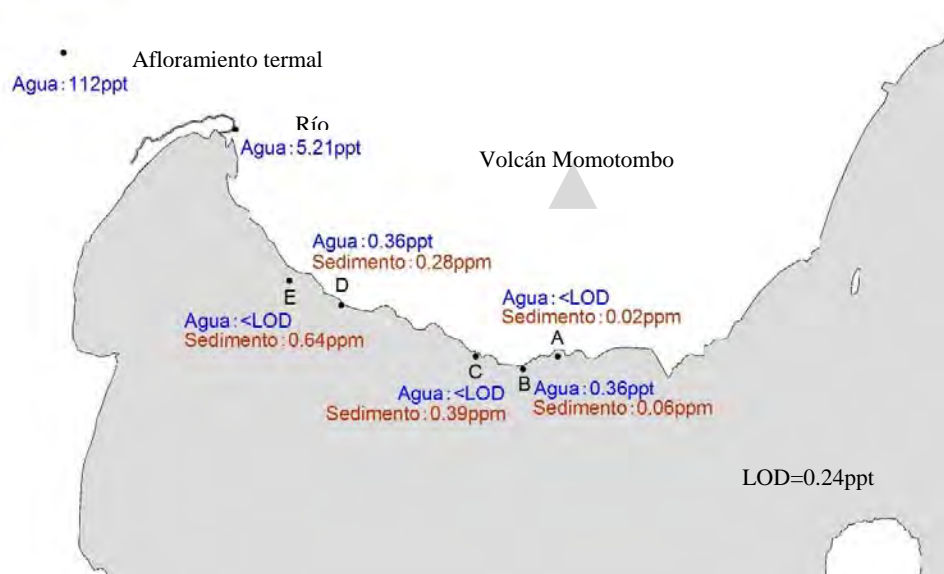 Afloramiento termal
Agua:112ppt
Río
Agua:5.21ppt
Volcán Momotombo
Agua:0.36ppt
Sedimento:0.28ppm
D
E
Agua:<LOD
Sedimento:0.64ppm
Agua:<LOD
Sedimento:0.02ppm
A
C
Agua:<LOD
Sedimento:0.39ppm
B
Agua:0.36ppt
Sedimento:0.06ppm
LOD=0.24ppt